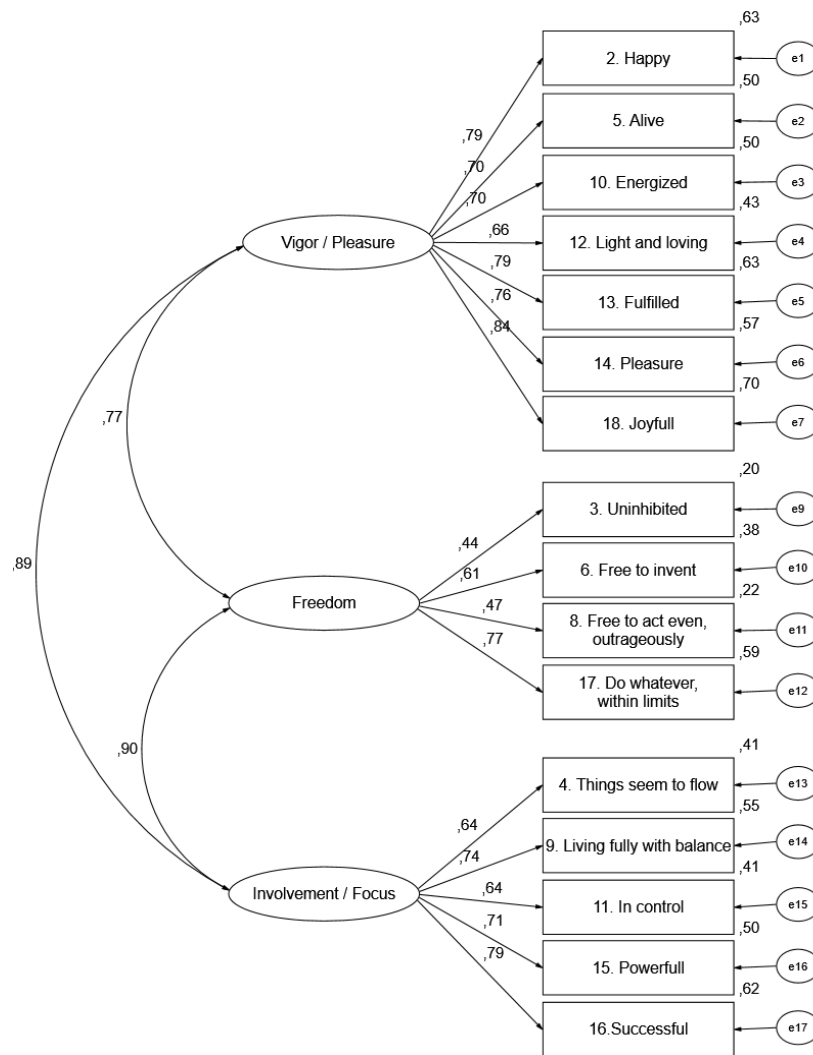 ,63
2. Happy
e1
,50
,79
5. Alive
e2
,50
,70
10. Energized
e3
,70
,43
Vigor / Pleasure
,66
12. Light and loving
e4
,63
,79
13. Fulfilled
e5
,57
,76
14. Pleasure
e6
,84
,70
18. Joyfull
e7
,77
,20
3. Uninhibited
e9
,44
,38
,89
,61
6. Free to invent
e10
Freedom
,22
,47
8. Free to act even,
outrageously
e11
,77
,59
17. Do whatever,
within limits
e12
,90
,41
4. Things seem to flow
e13
,64
,55
,74
9. Living fully with balance
e14
,41
Involvement / Focus
,64
11. In control
e15
,71
,50
15. Powerfull
e16
,79
,62
16.Successful
e17